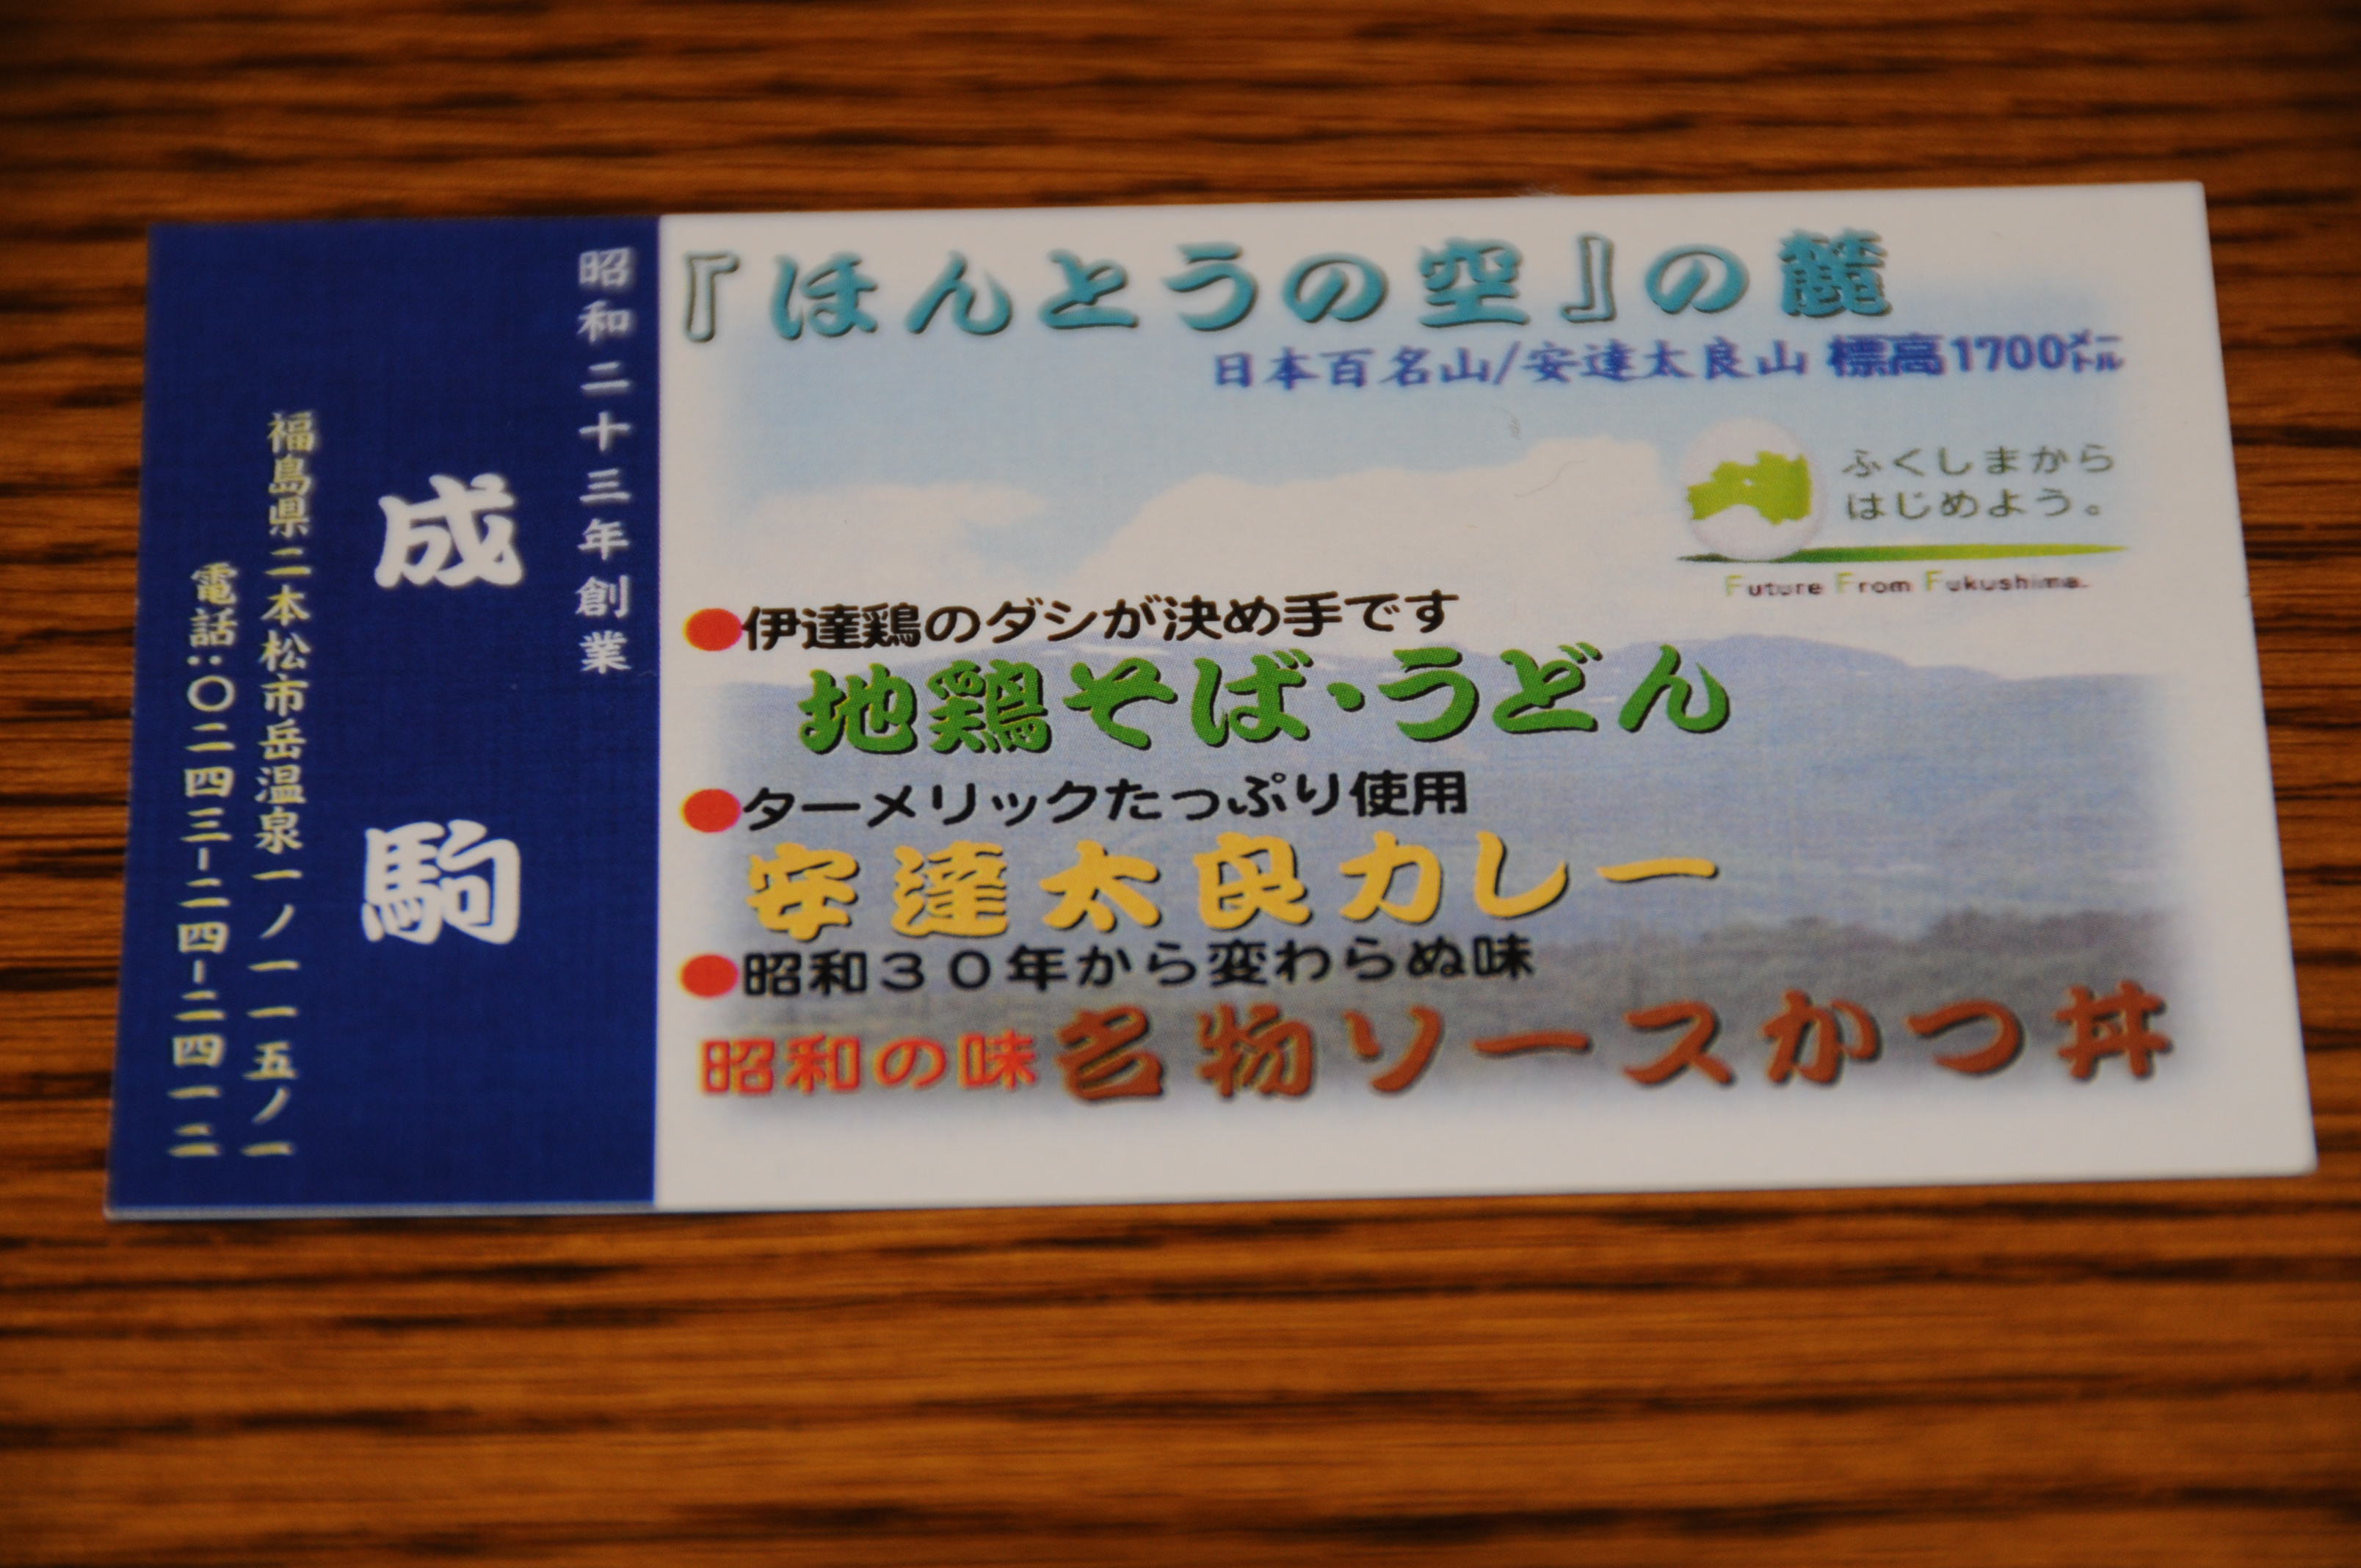 昭和二十三年創業
成駒
福島県二本松市岳温泉一ノ一一五ノ一
電話:〇二四三-二四-二四一二
『ほんとうの空』の麓
日本百名山/安達太良山 標高1700㍍
ふくしまから
はじめよう。
Future From Fukushima.
●伊達鶏のダシが決め手です
地鶏そば・うどん
●ターメリックたっぷり使用
安達太良カレー
●昭和30年から変わらぬ味
昭和の味 名物ソースかつ丼